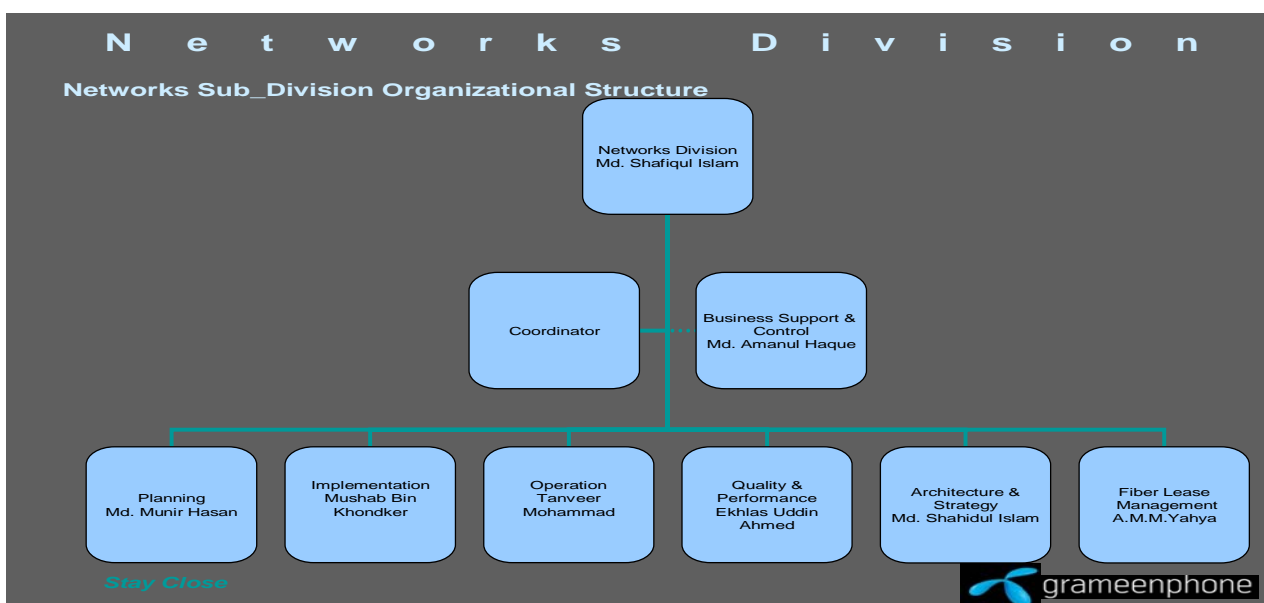 Networks Division
Networks Sub_Division Organizational Structure
Networks Division
Md. Shafiqul Islam
Coordinator
Business Support &
Control
Md. Amanul Haque
Planning
Md. Munir Hasan
Implementation
Mushab Bin
Khondker
Operation
Tanveer
Mohammad
Quality &
Performance
Ekhlas Uddin
Ahmed
Architecture &
Strategy
Md. Shahidul Islam
Fiber Lease
Management
A.M.M.Yahya
Stay Close
grameenphone